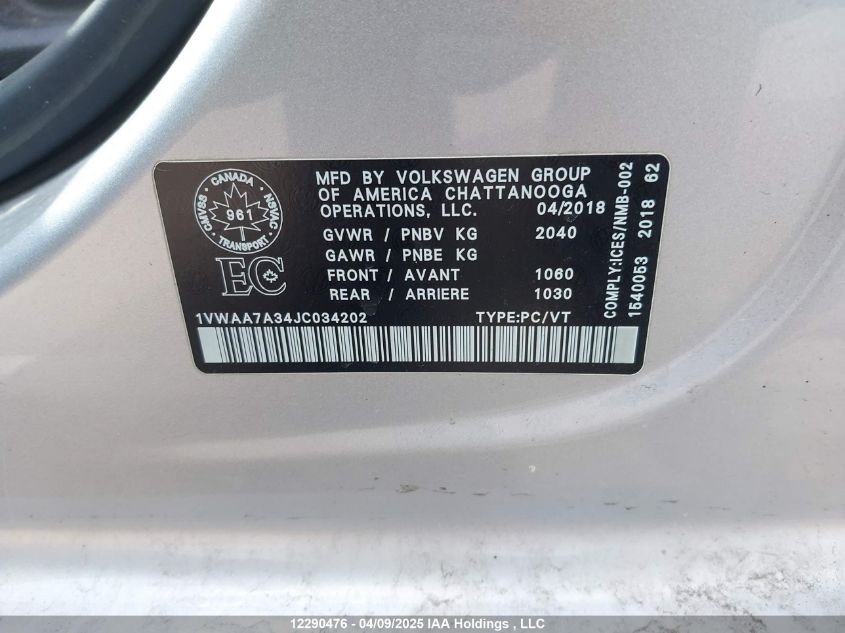 CANADA
CMVSS
NSVAC
961
TRANSPORT
EC
MFD BY VOLKSWAGEN GROUP
OF AMERICA CHATTANOOGA
OPERATIONS, LLC. 04/2018
GVWR / PNBV KG 2040
GAWR / PNBE KG
FRONT / AVANT 1060
REAR / ARRIERE 1030
1VWAA7A34JC034202 TYPE:PC/VT
COMPLY:ICES/NMB-002
1540053 2018 62
12290476 - 04/09/2025 IAA Holdings , LLC